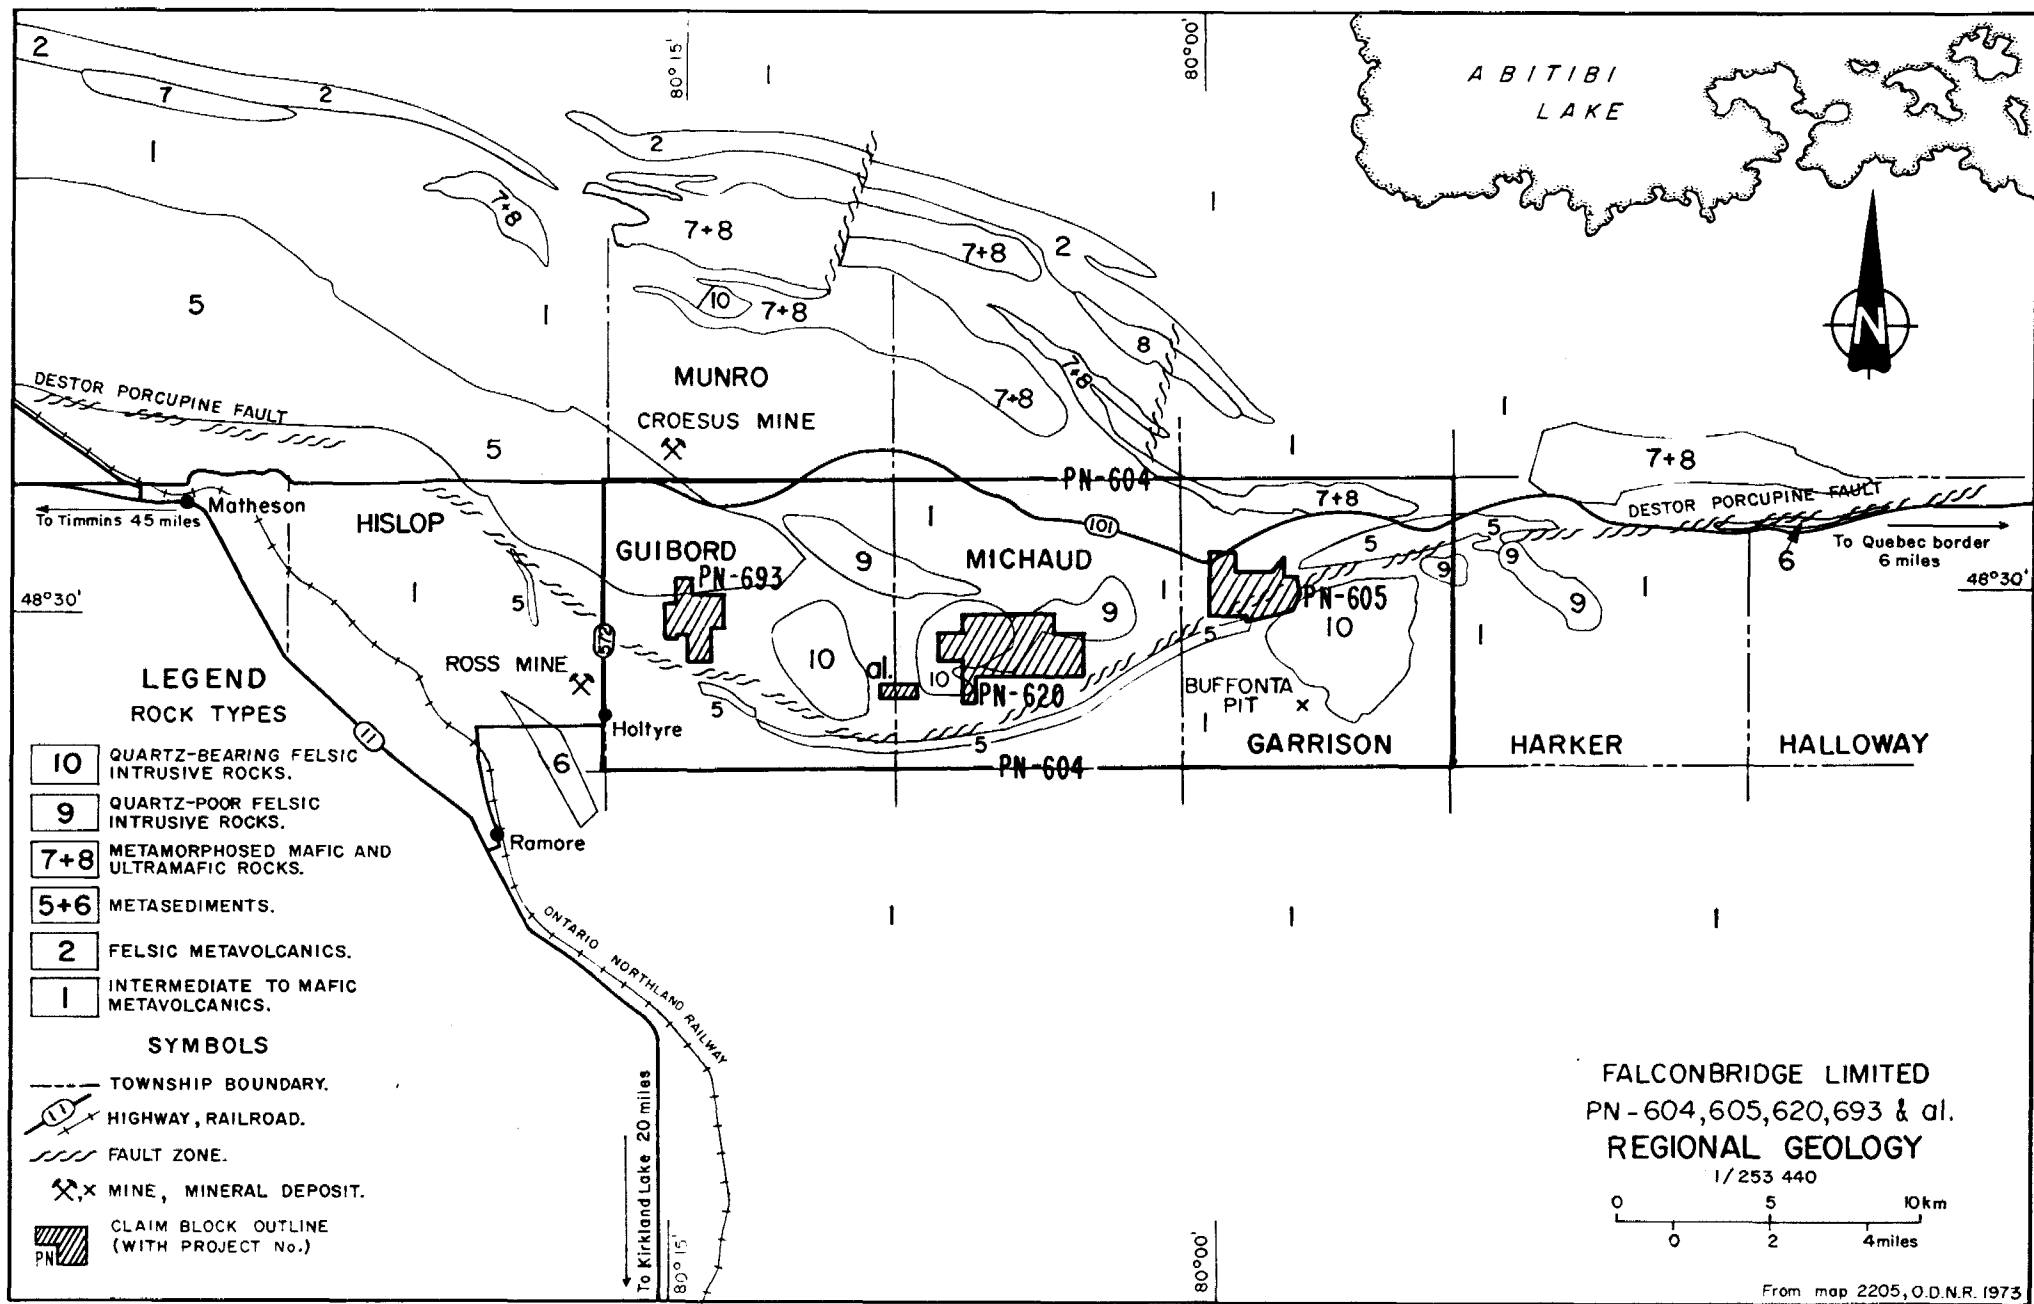 2
80°15'
1
80°00'
ABITIBI
LAKE
7
2
1
2
7+8
7+8
1
2
7+8
5
1
10
7+8
8
N
7+8
7+8
MUNRO
CROESUS MINE
DESTOR PORCUPINE FAULT
5
1
1
7+8
PN-604
7+8
DESTOR PORCUPINE FAULT
Matheson
To Timmins 45 miles
HISLOP
1
101
5
5
To Quebec border
6 miles
6
GUIBORD
PN-693
9
MICHAUD
9
9
48°30'
48°30'
1
5
572
9
1
PN-605
10
9
1
1
5
ROSS MINE
10
al.
10
PN-620
BUFFONTA
PIT
1
5
Holtyre
5
GARRISON
HARKER
HALLOWAY
11
6
PN-604
Ramore
LEGEND
ROCK TYPES
10 QUARTZ-BEARING FELSIC
INTRUSIVE ROCKS.
9 QUARTZ-POOR FELSIC
INTRUSIVE ROCKS.
7+8 METAMORPHOSED MAFIC AND
ULTRAMAFIC ROCKS.
5+6 METASEDIMENTS.
2 FELSIC METAVOLCANICS.
1 INTERMEDIATE TO MAFIC
METAVOLCANICS.
1
1
1
ONTARIO NORTHLAND RAILWAY
SYMBOLS
TOWNSHIP BOUNDARY.
11 HIGHWAY, RAILROAD.
FAULT ZONE.
,x MINE, MINERAL DEPOSIT.
CLAIM BLOCK OUTLINE
PN (WITH PROJECT No.)
To Kirkland Lake 20 miles
80°15'
80°00'
FALCONBRIDGE LIMITED
PN-604,605,620,693 & al.
REGIONAL GEOLOGY
1/253 440
0 5 10km
0 2 4miles
From map 2205, O.D.N.R. 1973